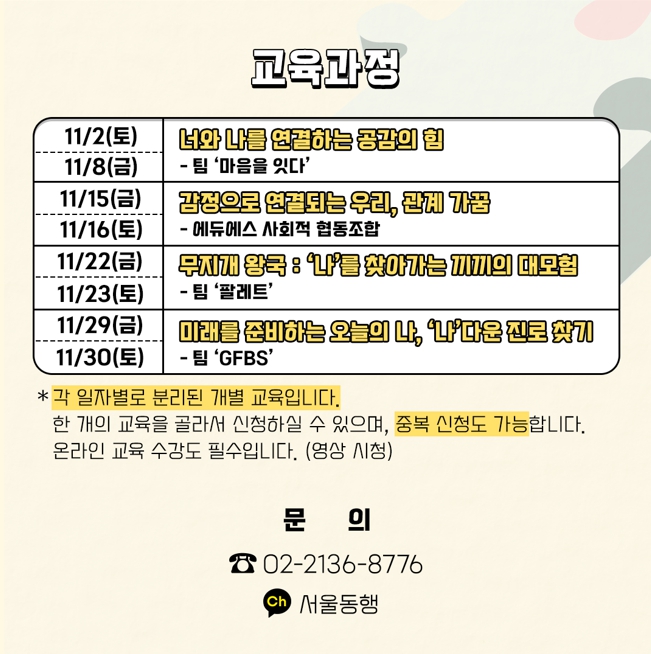 교육과정
11/2(토)
11/8(금)
너와 나를 연결하는 공감의 힘
- 팀 ‘마음을 잇다’
11/15(금)
11/16(토)
감정으로 연결되는 우리, 관계 가꿈
- 에듀에스 사회적 협동조합
11/22(금)
11/23(토)
무지개 왕국 : ‘나’를 찾아가는 끼끼의 대모험
- 팀 ‘팔레트’
11/29(금)
11/30(토)
미래를 준비하는 오늘의 나, ‘나’다운 진로 찾기
- 팀 ‘GFBS’
* 각 일자별로 분리된 개별 교육입니다.
한 개의 교육을 골라서 신청하실 수 있으며, 중복 신청도 가능합니다.
온라인 교육 수강도 필수입니다. (영상 시청)
문 의
☎ 02-2136-8776
Ch 서울동행